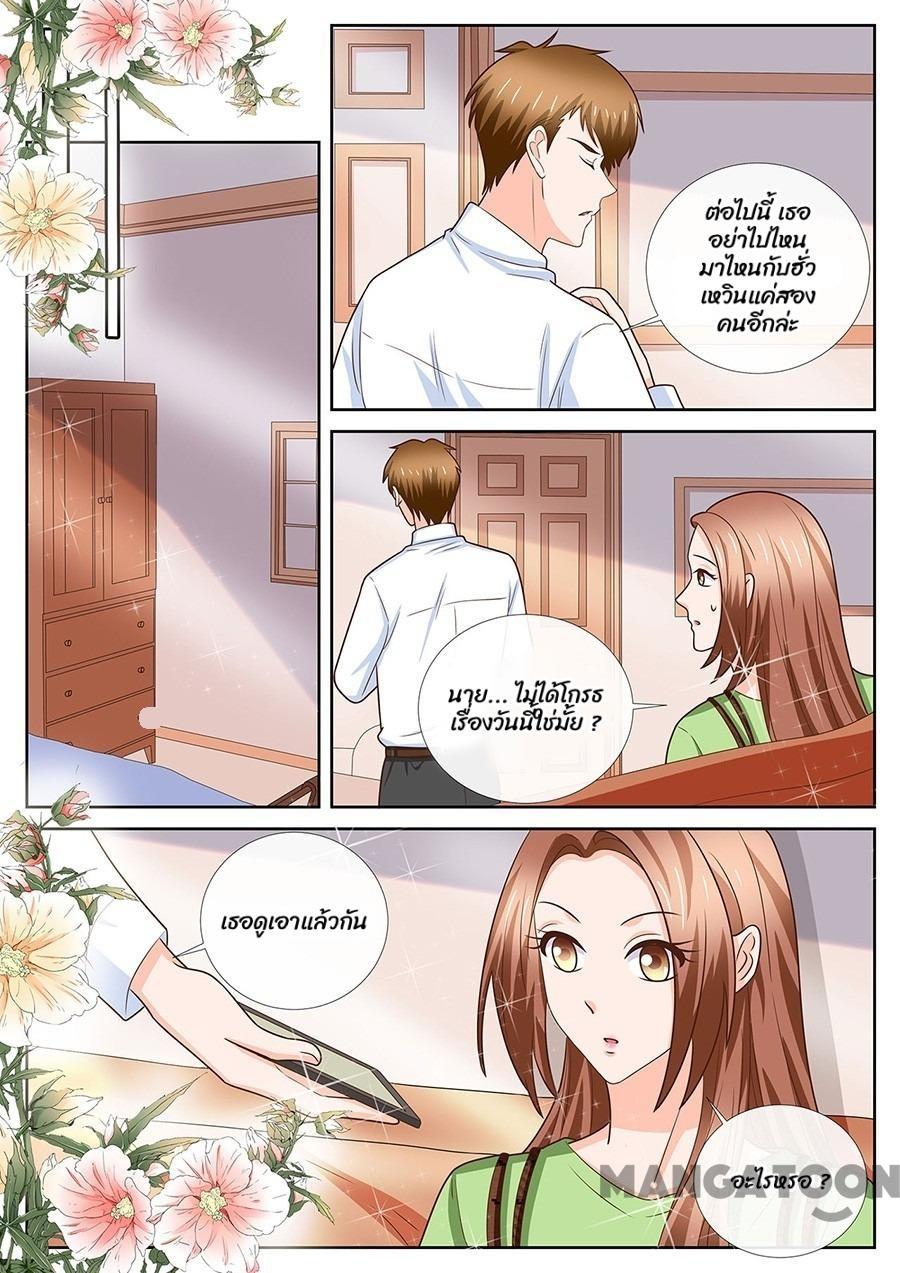 ต่อไปนี้ เธอ
อย่าไปไหน
มาไหนกับฮั่ว
เหวินแค่สอง
คนอีกล่ะ
นาย... ไม่ได้โกรธ
เรื่องวันนี้ใช่มั้ย ?
เธอดูเอาแล้วกัน
อะไรหรอ ?
MANGATOON